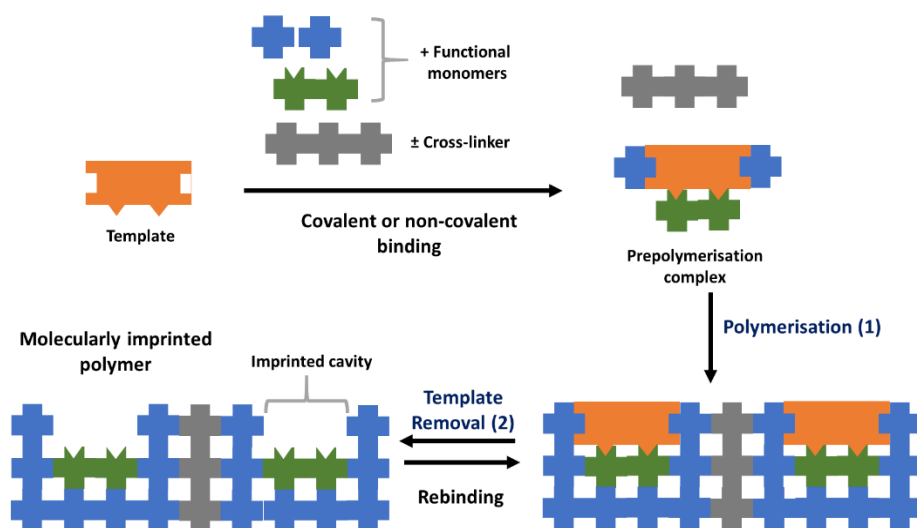 + Functional
monomers
± Cross-linker
Template
Covalent or non-covalent
binding
Prepolymerisation
complex
Polymerisation (1)
Molecularly imprinted
polymer
Imprinted cavity
Template
Removal (2)
Rebinding